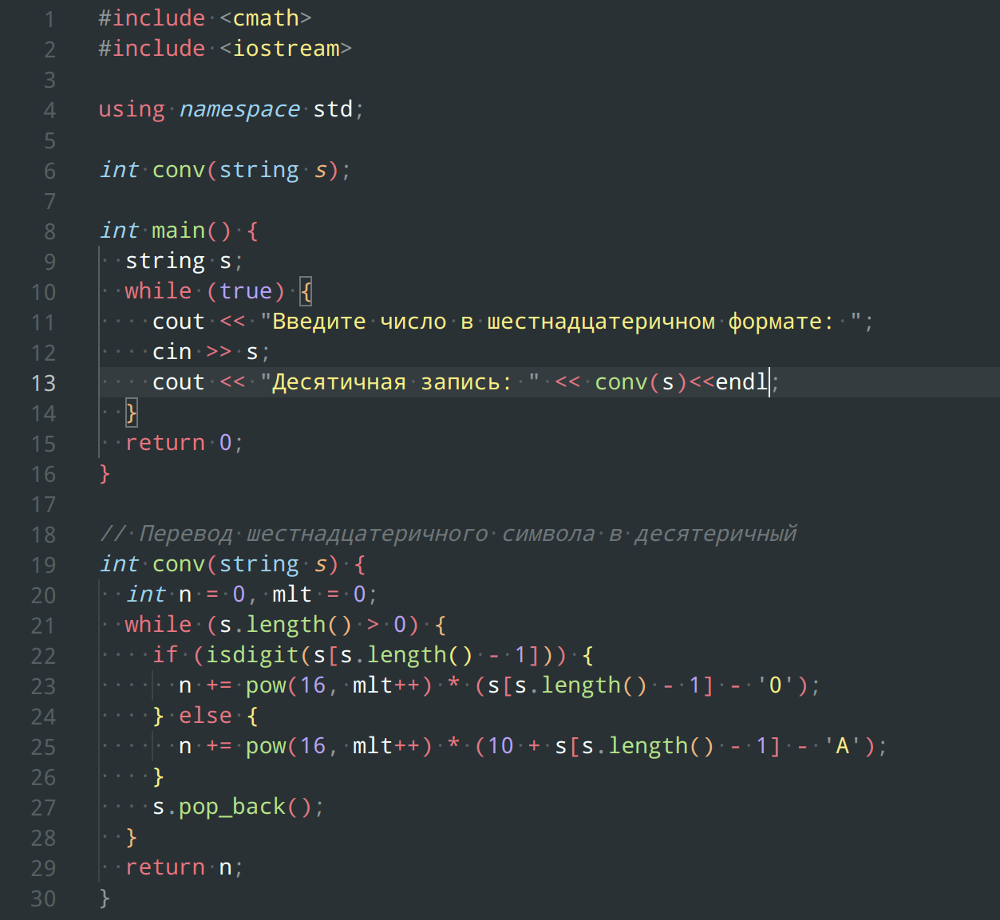 1 #include <cmath>
2 #include <iostream>
3
4 using namespace std;
5
6 int conv(string s);
7
8 int main() {
9   string s;
10   while (true) {
11     cout << "Введите число в шестнадцатеричном формате: ";
12     cin >> s;
13     cout << "Десятичная запись: " << conv(s)<<endl;
14   }
15   return 0;
16 }
17
18 // Перевод шестнадцатеричного символа в десятеричный
19 int conv(string s) {
20   int n = 0, mlt = 0;
21   while (s.length() > 0) {
22     if (isdigit(s[s.length() - 1])) {
23       n += pow(16, mlt++) * (s[s.length() - 1] - '0');
24     } else {
25       n += pow(16, mlt++) * (10 + s[s.length() - 1] - 'A');
26     }
27     s.pop_back();
28   }
29   return n;
30 }